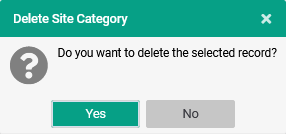 Delete Site Category
Do you want to delete the selected record?
Yes
No